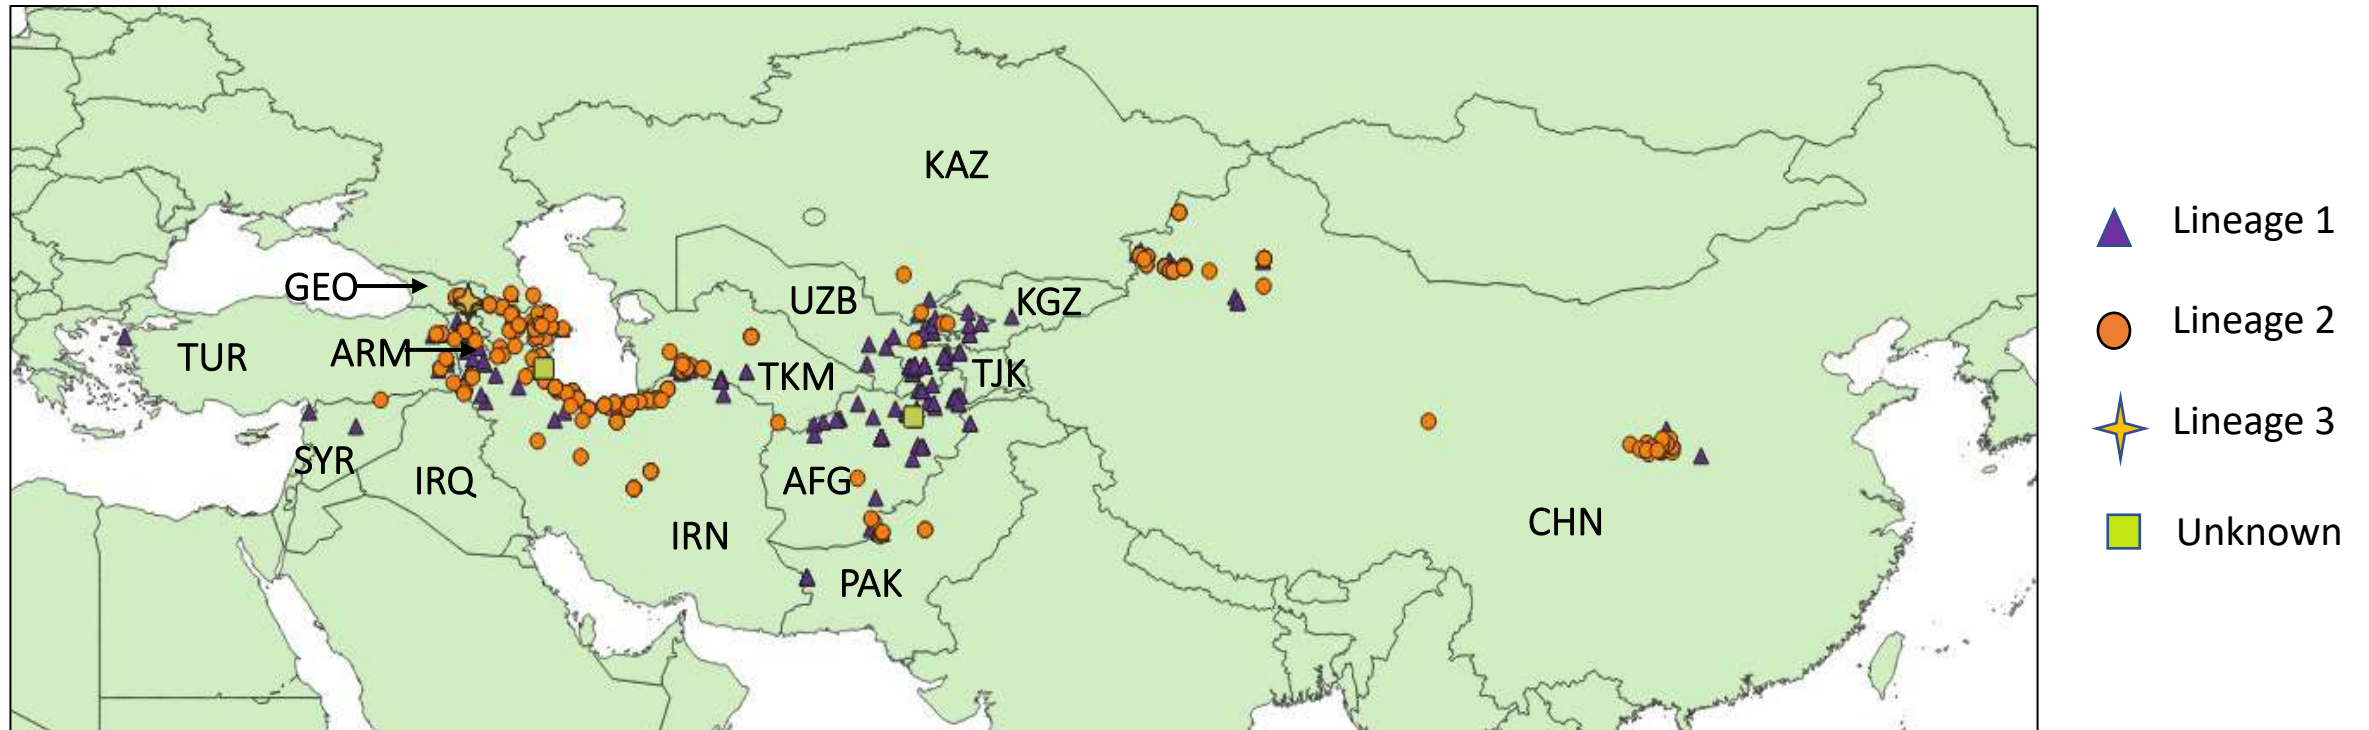 KAZ
GEO
UZB
KGZ
TUR
ARM
TKM
TJK
SYR
IRQ
AFG
IRN
CHN
PAK
Lineage 1
Lineage 2
Lineage 3
Unknown